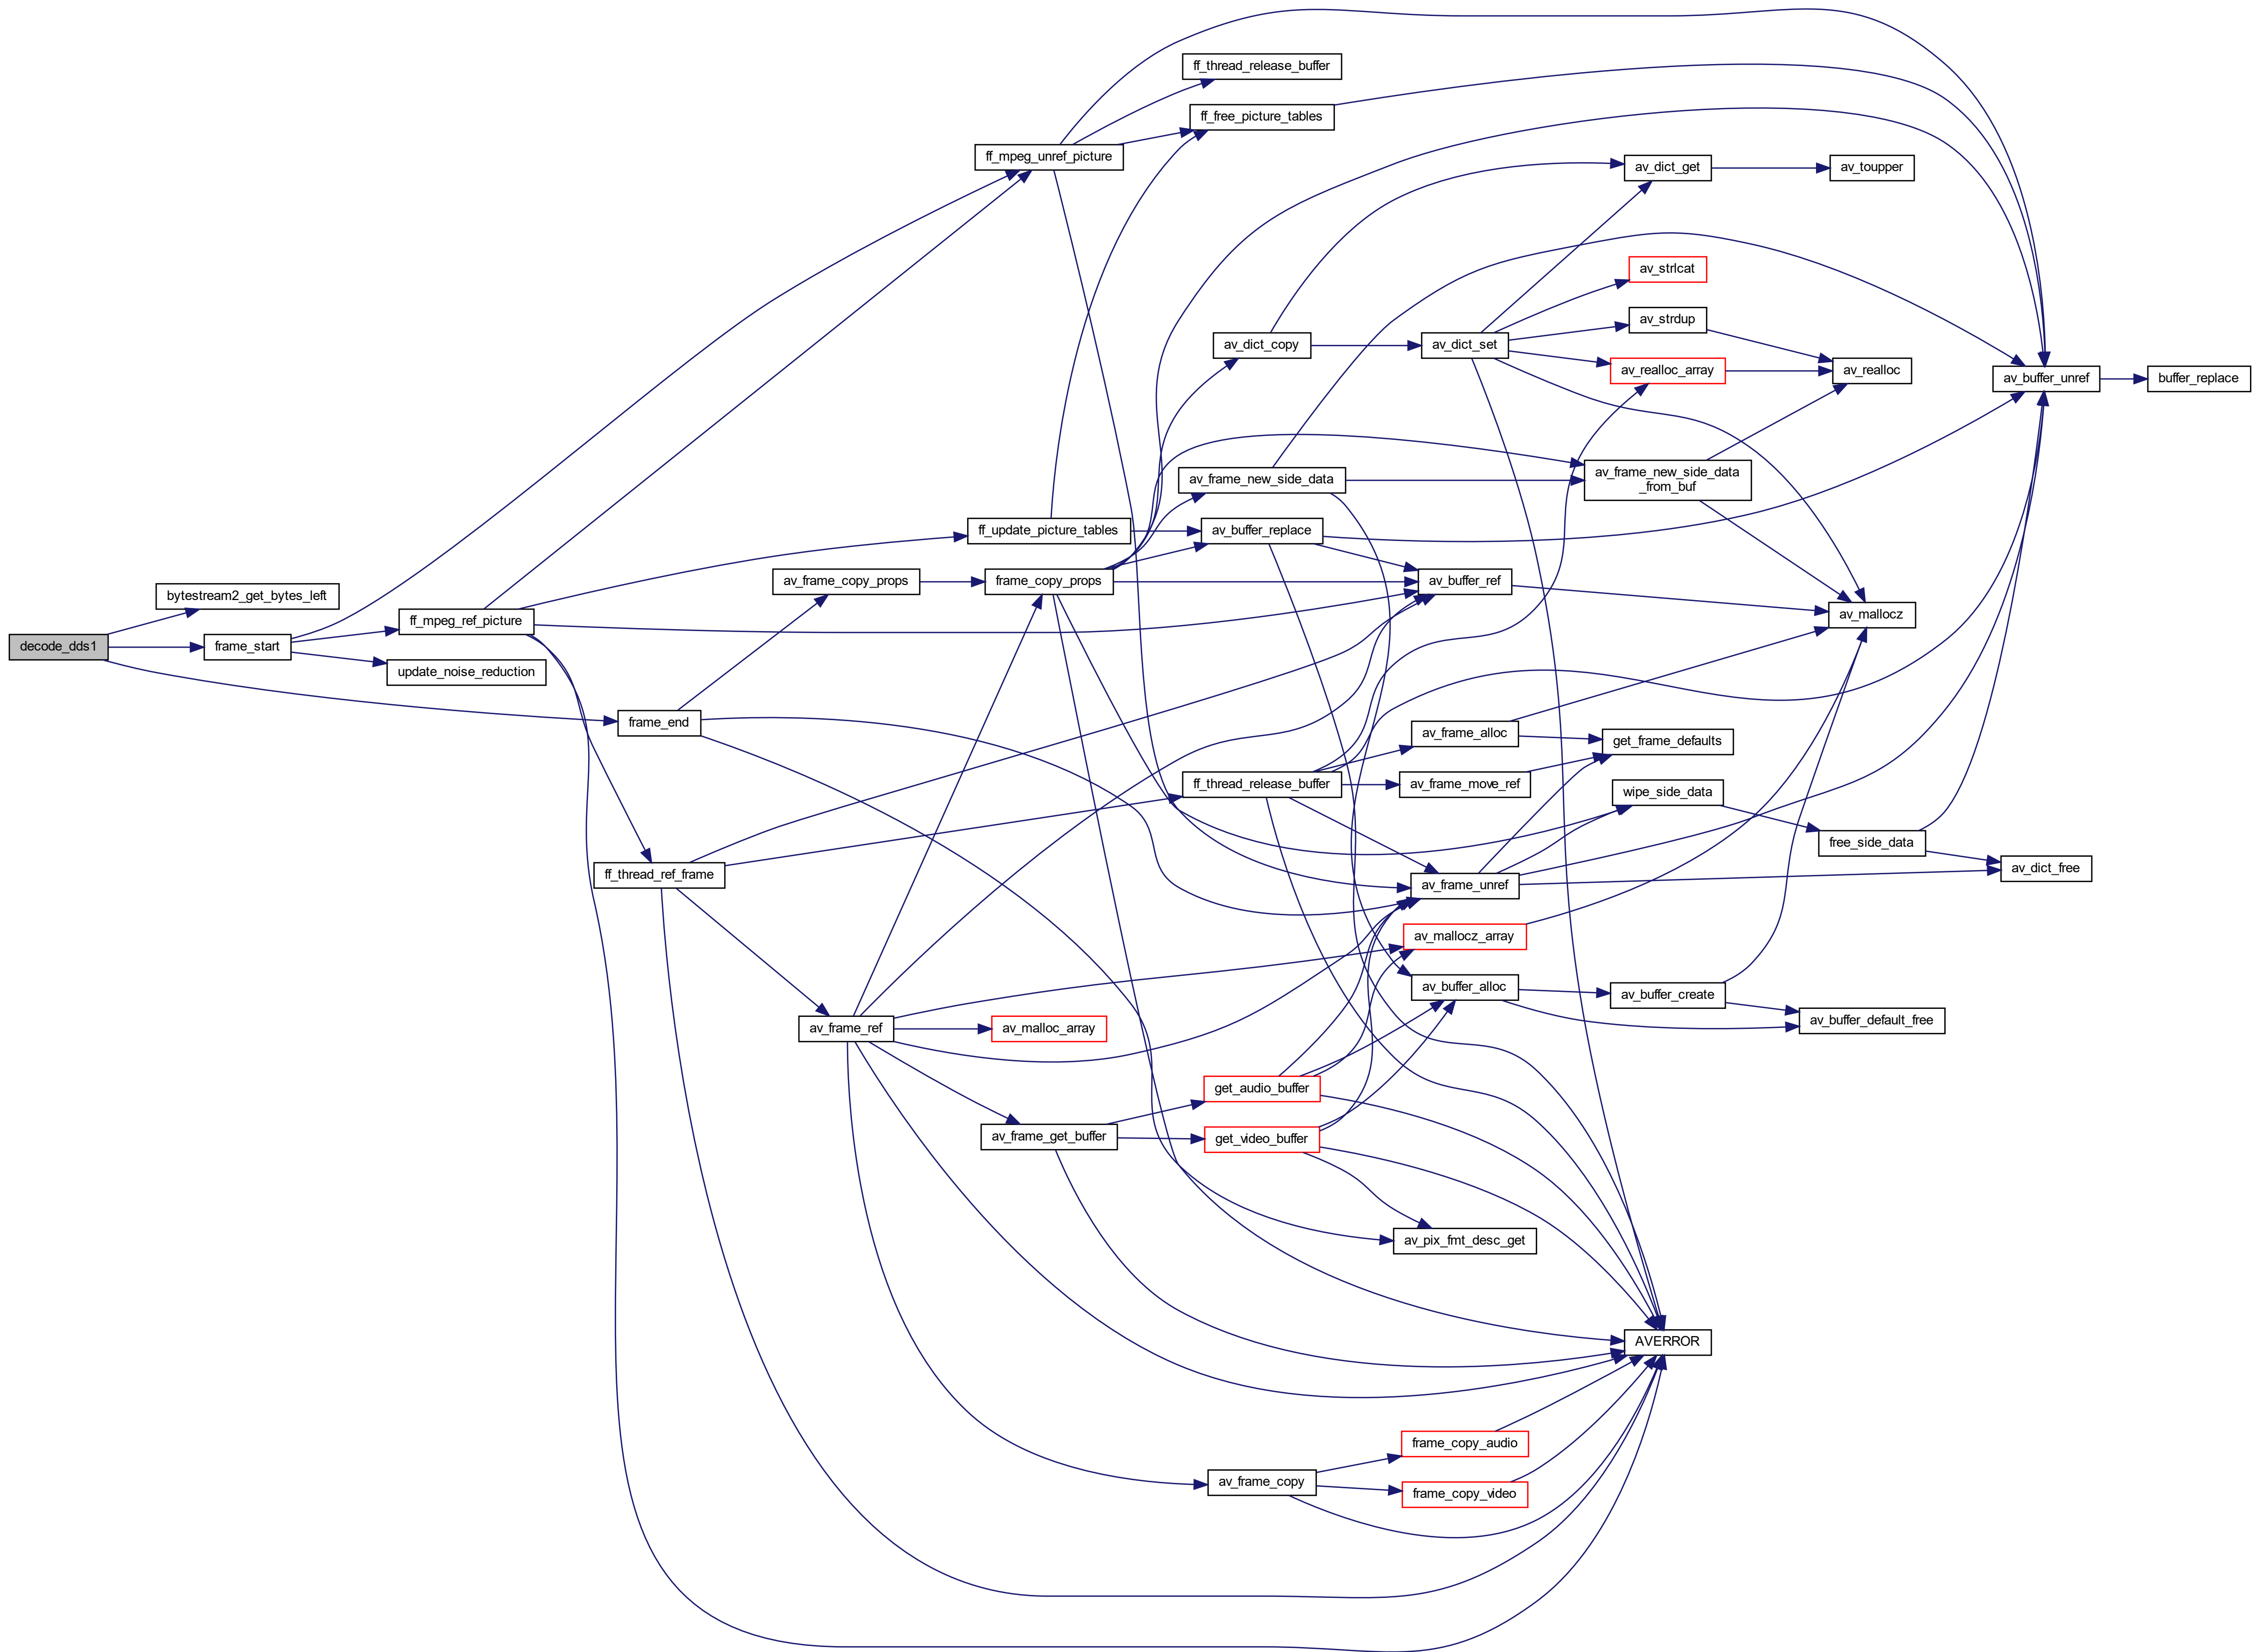 ff_thread_release_buffer
ff_free_picture_tables
ff_mpeg_unref_picture
av_dict_get
av_toupper
av_strlcat
av_strdup
av_dict_copy
av_dict_set
av_realloc_array
av_realloc
av_buffer_unref
buffer_replace
av_frame_new_side_data
av_frame_new_side_data
_from_buf
ff_update_picture_tables
av_buffer_replace
av_frame_copy_props
frame_copy_props
av_buffer_ref
bytestream2_get_bytes_left
av_mallocz
ff_mpeg_ref_picture
decode_dds1
frame_start
update_noise_reduction
frame_end
av_frame_alloc
get_frame_defaults
ff_thread_release_buffer
av_frame_move_ref
wipe_side_data
free_side_data
av_dict_free
ff_thread_ref_frame
av_frame_unref
av_mallocz_array
av_buffer_alloc
av_buffer_create
av_buffer_default_free
av_frame_ref
av_malloc_array
get_audio_buffer
av_frame_get_buffer
get_video_buffer
av_pix_fmt_desc_get
AVERROR
frame_copy_audio
av_frame_copy
frame_copy_video